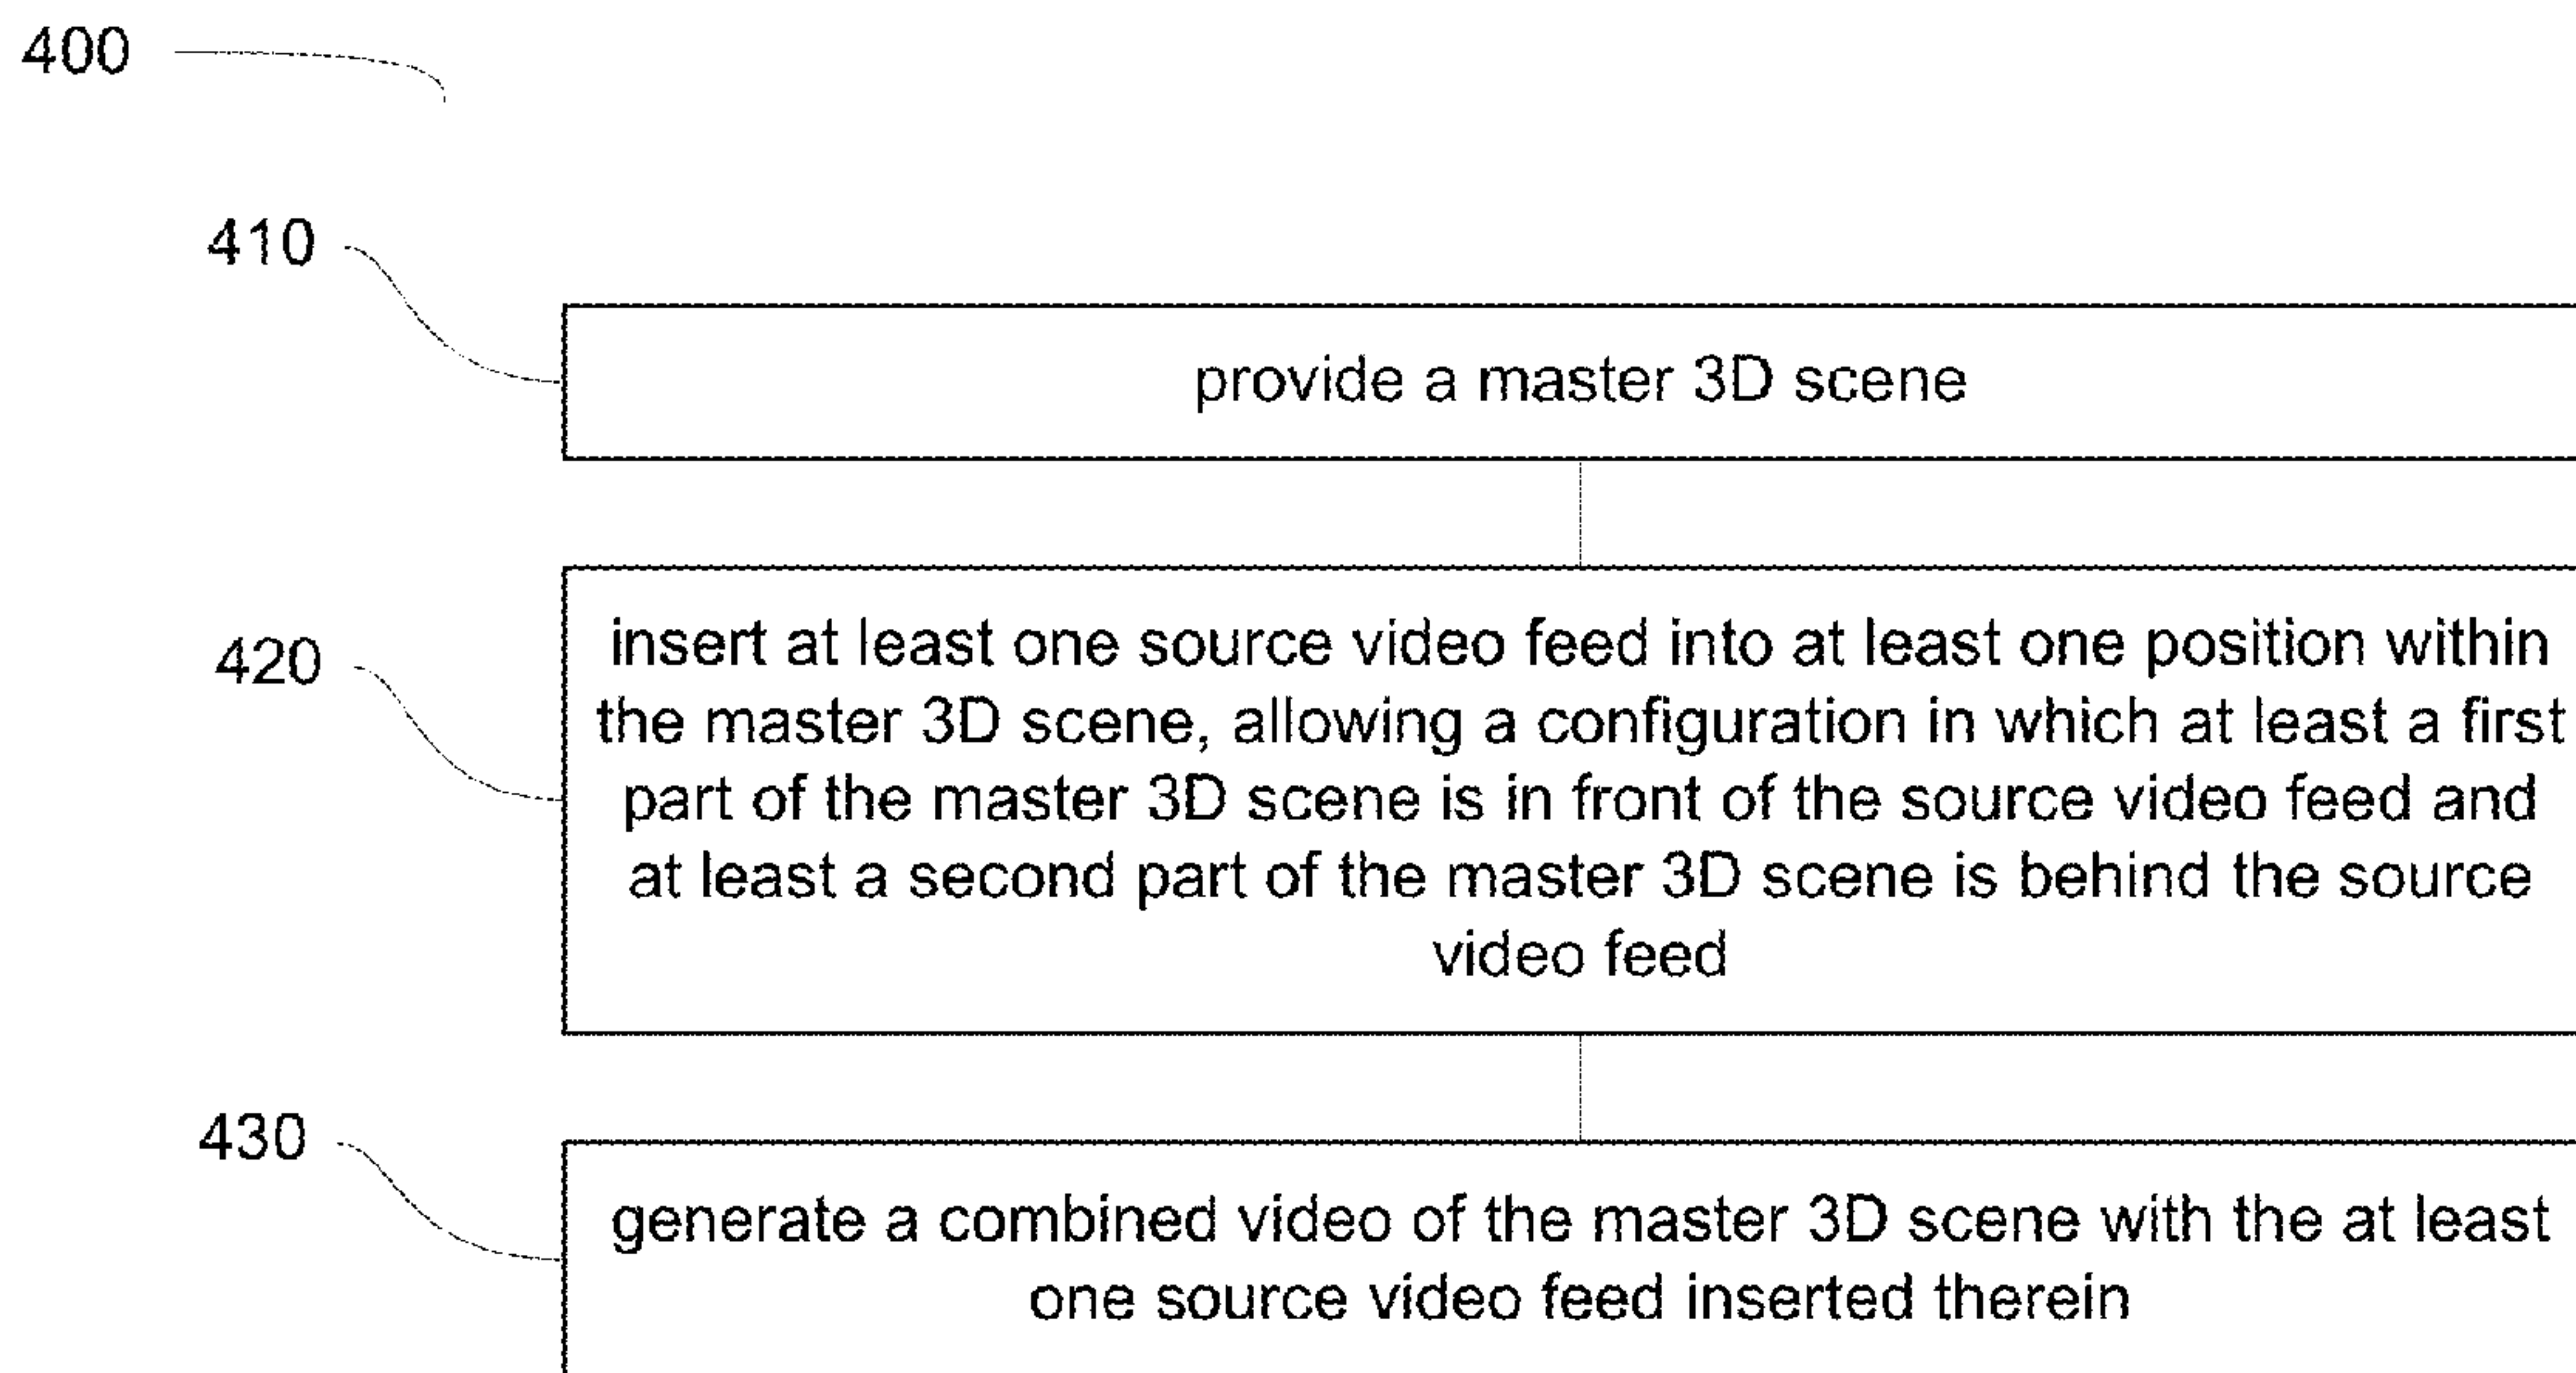 400
410
provide a master 3D scene
420
insert at least one source video feed into at least one position within
the master 3D scene, allowing a configuration in which at least a first
part of the master 3D scene is in front of the source video feed and
at least a second part of the master 3D scene is behind the source
video feed
430
generate a combined video of the master 3D scene with the at least
one source video feed inserted therein